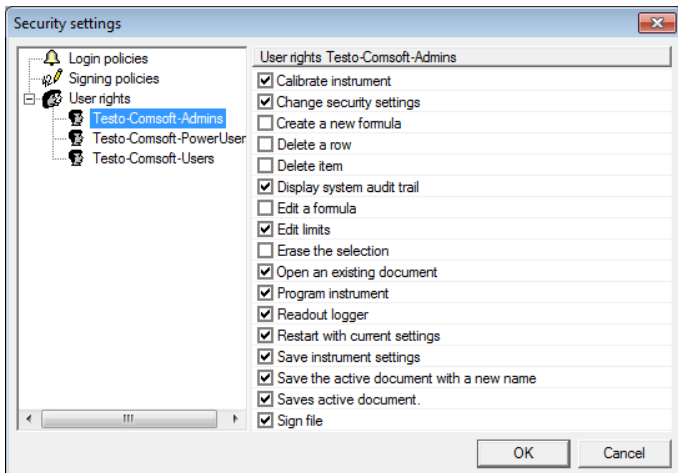 Security settings
Login policies
Signing policies
User rights
Testo-Comsoft-Admins
Testo-Comsoft-PowerUser
Testo-Comsoft-Users
User rights Testo-Comsoft-Admins
Calibrate instrument
Change security settings
Create a new formula
Delete a row
Delete item
Display system audit trail
Edit a formula
Edit limits
Erase the selection
Open an existing document
Program instrument
Readout logger
Restart with current settings
Save instrument settings
Save the active document with a new name
Saves active document.
Sign file
OK
Cancel